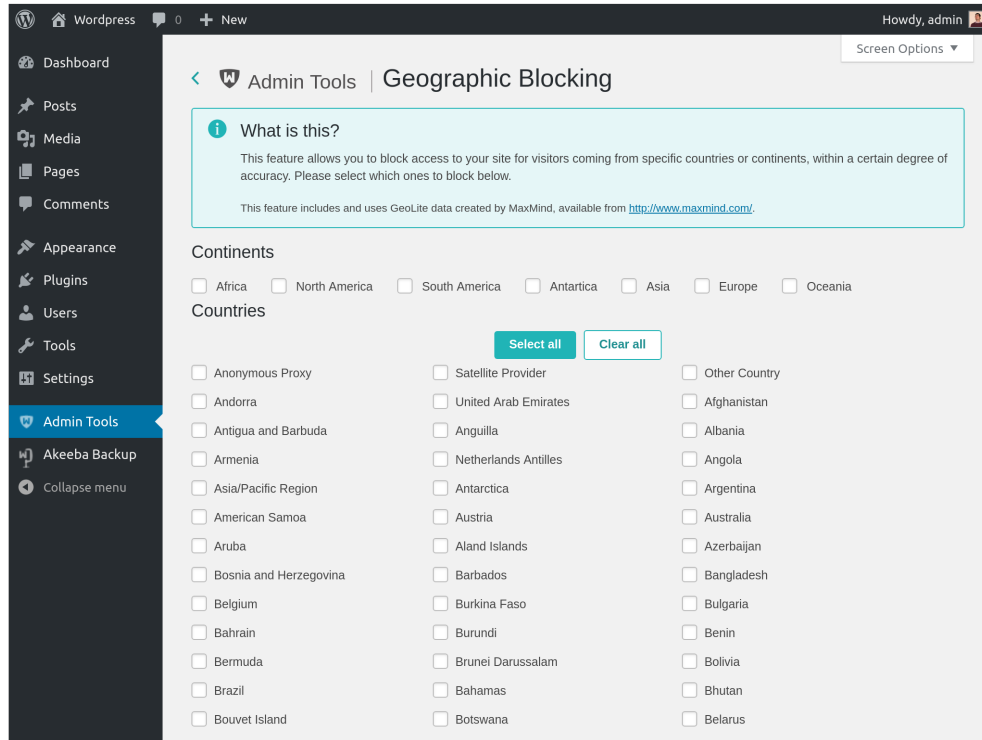 Wordpress 0 New Howdy, admin
Screen Options ▼
Dashboard
Posts
Media
Pages
Comments
Appearance
Plugins
Users
Tools
Settings
Admin Tools
Akeeba Backup
Collapse menu
Admin Tools | Geographic Blocking
What is this?
This feature allows you to block access to your site for visitors coming from specific countries or continents, within a certain degree of
accuracy. Please select which ones to block below.
This feature includes and uses GeoLite data created by MaxMind, available from http://www.maxmind.com/.
Continents
Africa North America South America Antartica Asia Europe Oceania
Countries
Select all Clear all
Anonymous Proxy Satellite Provider Other Country
Andorra United Arab Emirates Afghanistan
Antigua and Barbuda Anguilla Albania
Armenia Netherlands Antilles Angola
Asia/Pacific Region Antarctica Argentina
American Samoa Austria Australia
Aruba Aland Islands Azerbaijan
Bosnia and Herzegovina Barbados Bangladesh
Belgium Burkina Faso Bulgaria
Bahrain Burundi Benin
Bermuda Brunei Darussalam Bolivia
Brazil Bahamas Bhutan
Bouvet Island Botswana Belarus